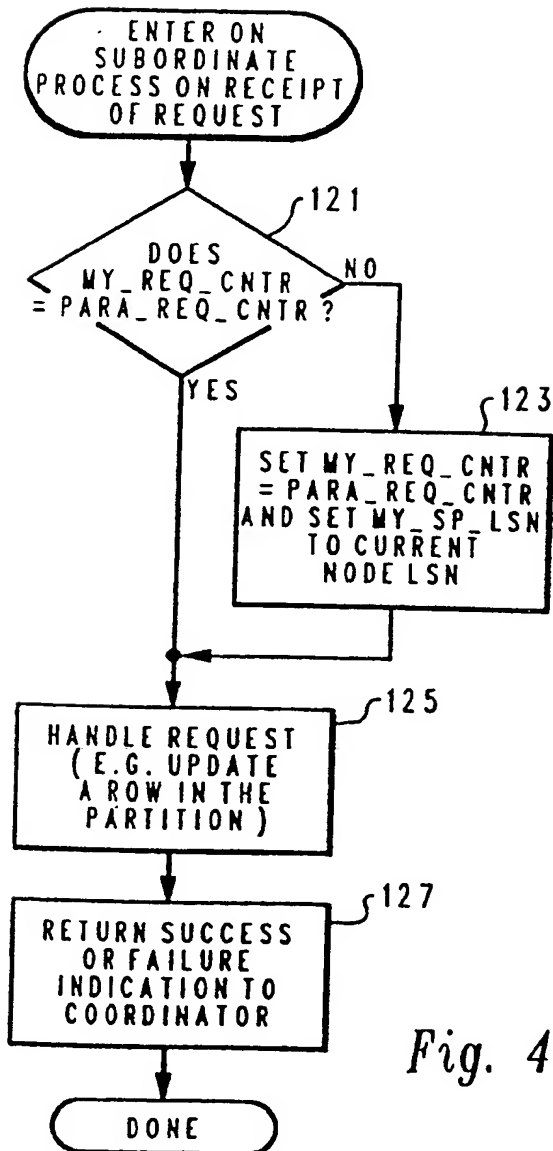 ENTER ON
SUBORDINATE
PROCESS ON RECEIPT
OF REQUEST
121
DOES
MY_REQ_CNTR
= PARA_REQ_CNTR ?
NO
YES
123
SET MY_REQ_CNTR
= PARA_REQ_CNTR
AND SET MY_SP_LSN
TO CURRENT
NODE LSN
125
HANDLE REQUEST
( E.G. UPDATE
A ROW IN THE
PARTITION )
127
RETURN SUCCESS
OR FAILURE
INDICATION TO
COORDINATOR
Fig. 4
DONE